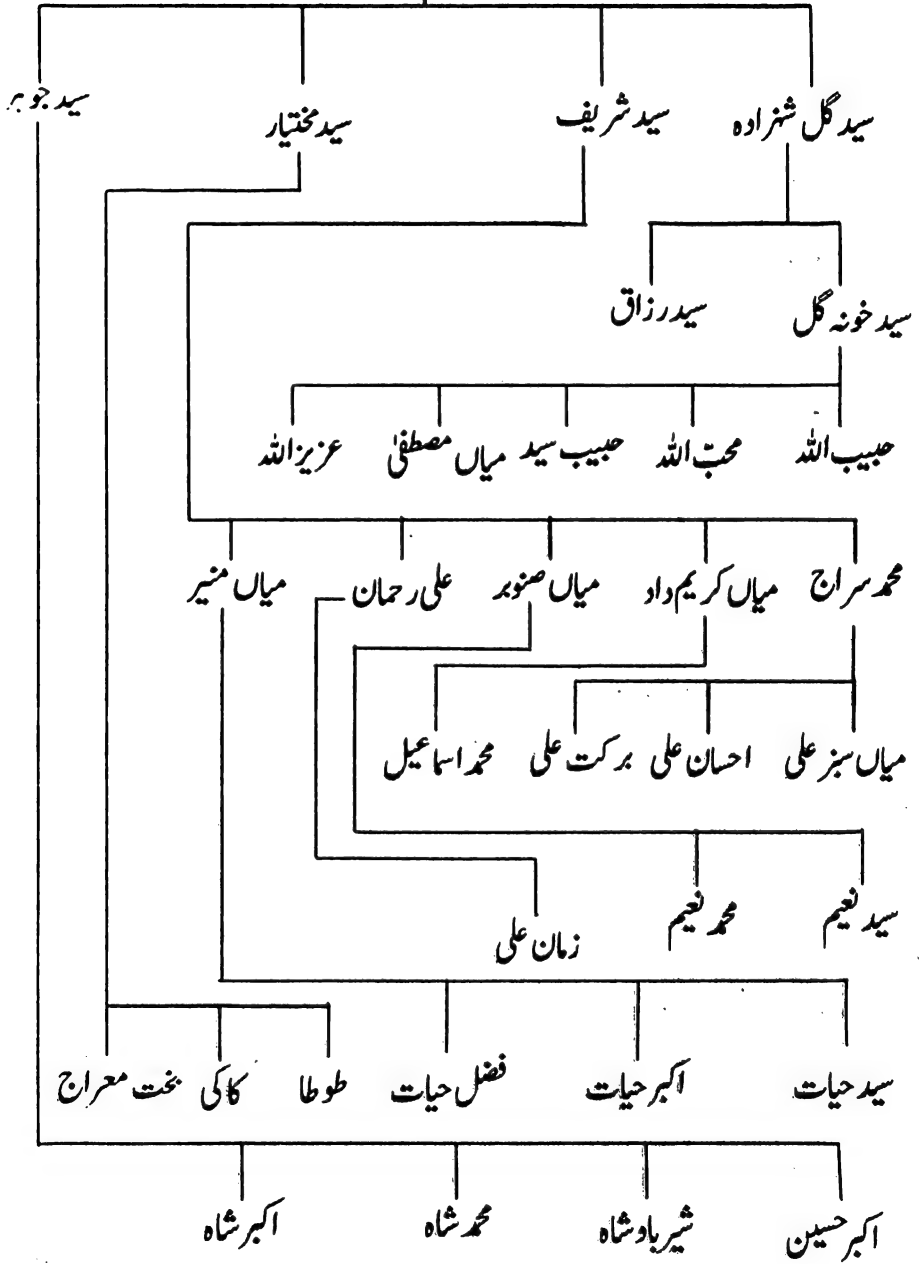 سید گل شہزادہ سید شریف سید مختیار سید جوہر
سید خونہ گل سید رزاق
حبیب اللہ محبّ اللہ حبیب سید میاں مصطفیٰ عزیز اللہ
محمد سراج میاں کریم داد میاں صنوبر علی رحمان میاں منیر
میاں سبز علی احسان علی برکت علی محمد اسماعیل
سید نعیم محمد نعیم زمان علی
سید حیات اکبر حیات فضل حیات طوطا کاکی بخت معراج
اکبر حسین شیر بادشاہ محمد شاہ اکبر شاہ